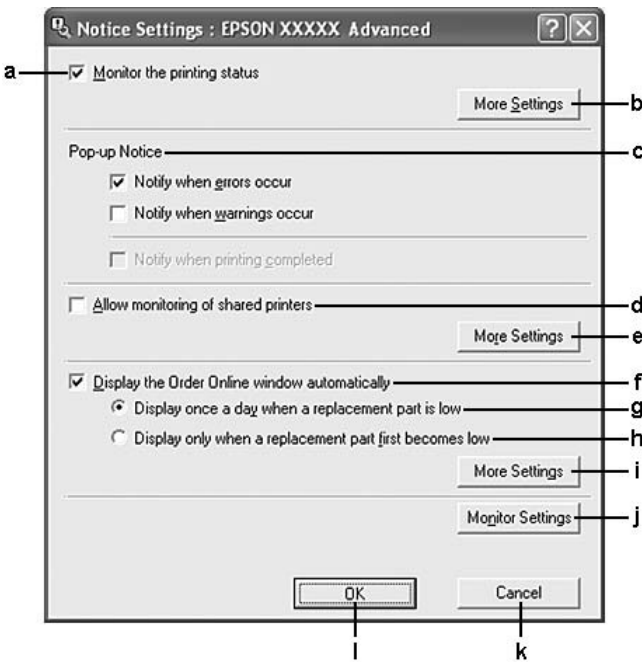 Notice Settings : EPSON XXXXX Advanced
a
Monitor the printing status
More Settings
b
Pop-up Notice
c
Notify when errors occur
Notify when warnings occur
Notify when printing completed
Allow monitoring of shared printers
d
More Settings
e
Display the Order Online window automatically
f
Display once a day when a replacement part is low
g
Display only when a replacement part first becomes low
h
More Settings
i
Monitor Settings
j
OK
Cancel
l
k